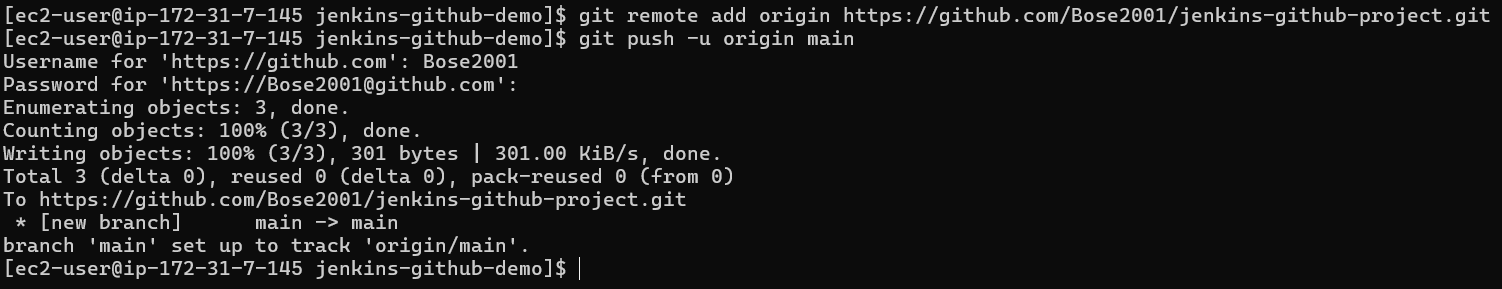 [ec2-user@ip-172-31-7-145 jenkins-github-demo]$ git remote add origin https://github.com/Bose2001/jenkins-github-project.git
[ec2-user@ip-172-31-7-145 jenkins-github-demo]$ git push -u origin main
Username for 'https://github.com': Bose2001
Password for 'https://Bose2001@github.com':
Enumerating objects: 3, done.
Counting objects: 100% (3/3), done.
Writing objects: 100% (3/3), 301 bytes | 301.00 KiB/s, done.
Total 3 (delta 0), reused 0 (delta 0), pack-reused 0 (from 0)
To https://github.com/Bose2001/jenkins-github-project.git
 * [new branch]      main -> main
branch 'main' set up to track 'origin/main'.
[ec2-user@ip-172-31-7-145 jenkins-github-demo]$